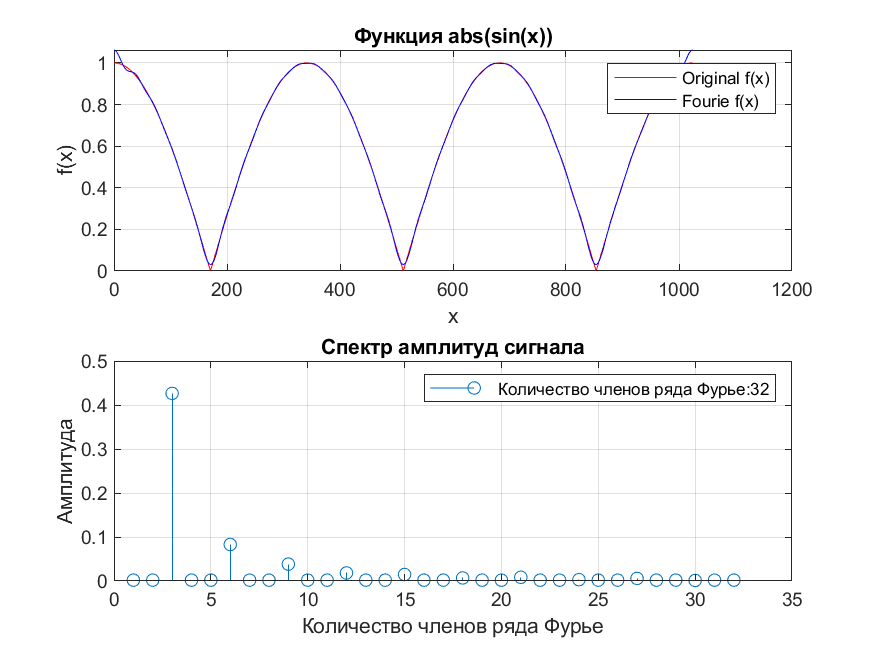 Функция abs(sin(x))
1
0.8
0.6
0.4
0.2
0
f(x)
Original f(x)
Fourie f(x)
0 200 400 600 800 1000 1200
x
Спектр амплитуд сигнала
0.5
0.4
0.3
0.2
0.1
0
Амплитуда
Количество членов ряда Фурье:32
0 5 10 15 20 25 30 35
Количество членов ряда Фурье